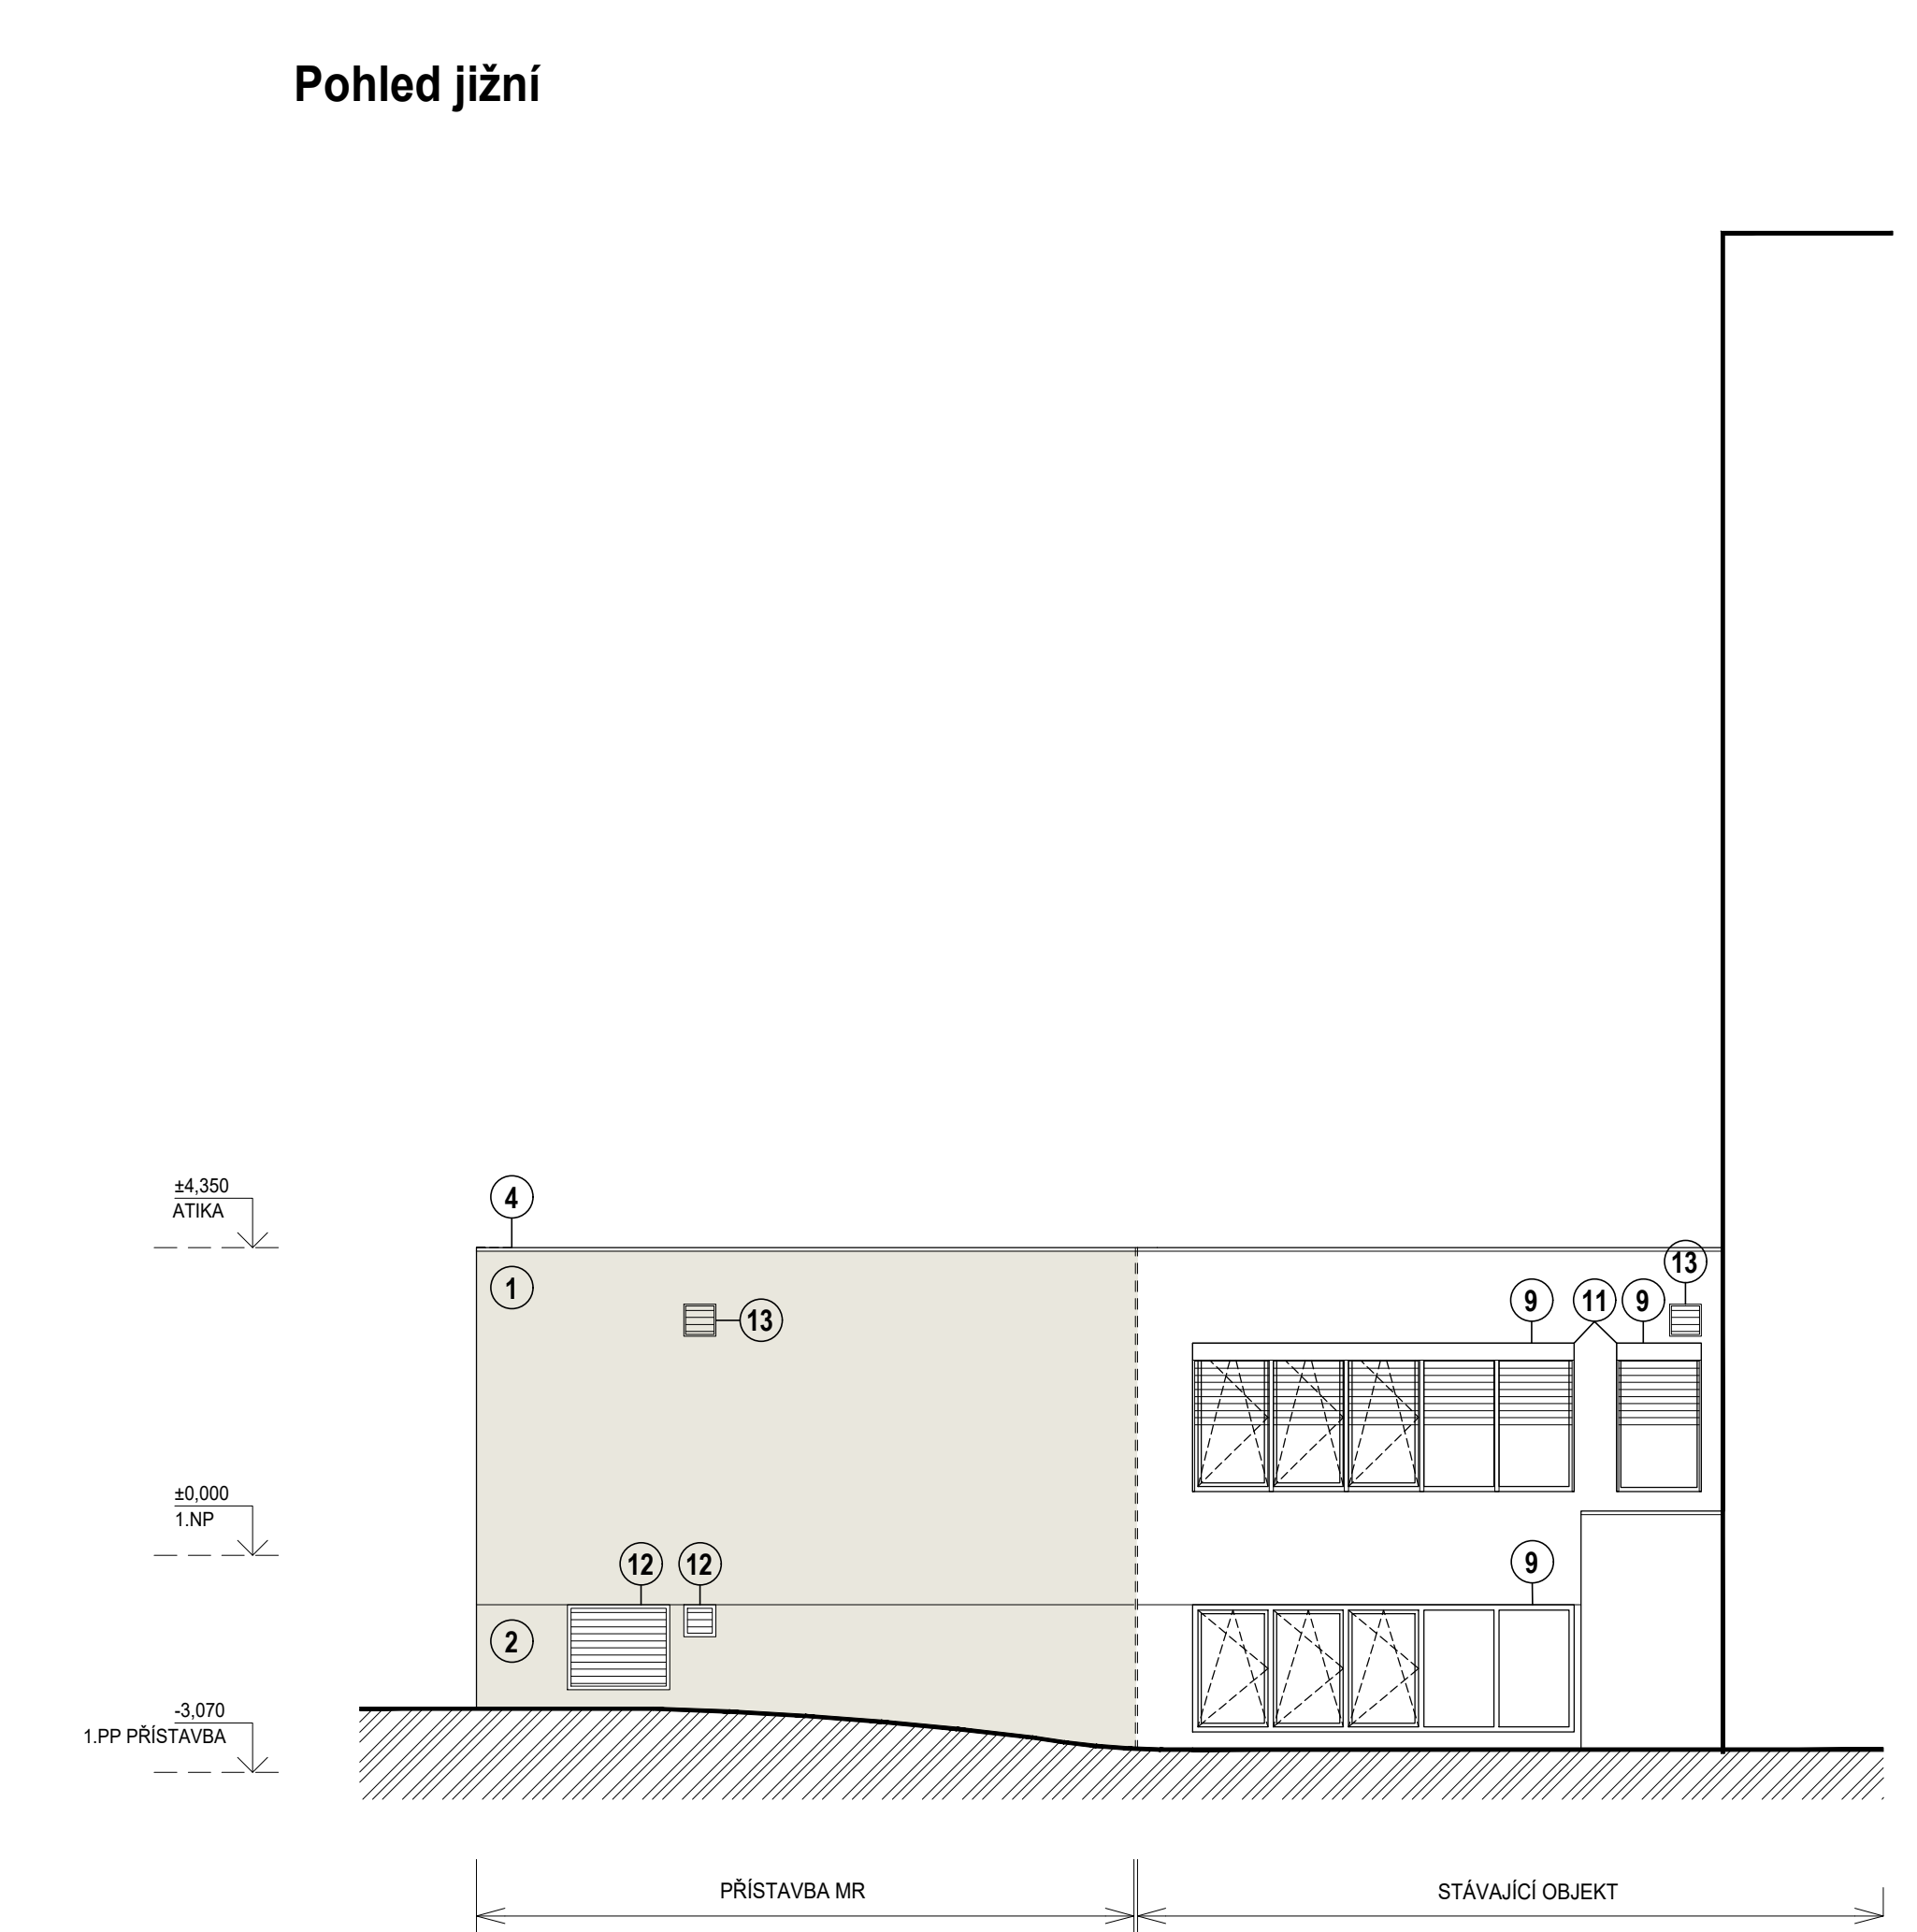 Pohled jižní
±4,350
ATIKA
4
1
13
13
9
11
9
±0,000
1.NP
12
12
9
2
-3,070
1.PP PŘÍSTAVBA
PŘÍSTAVBA MR
STÁVAJÍCÍ OBJEKT